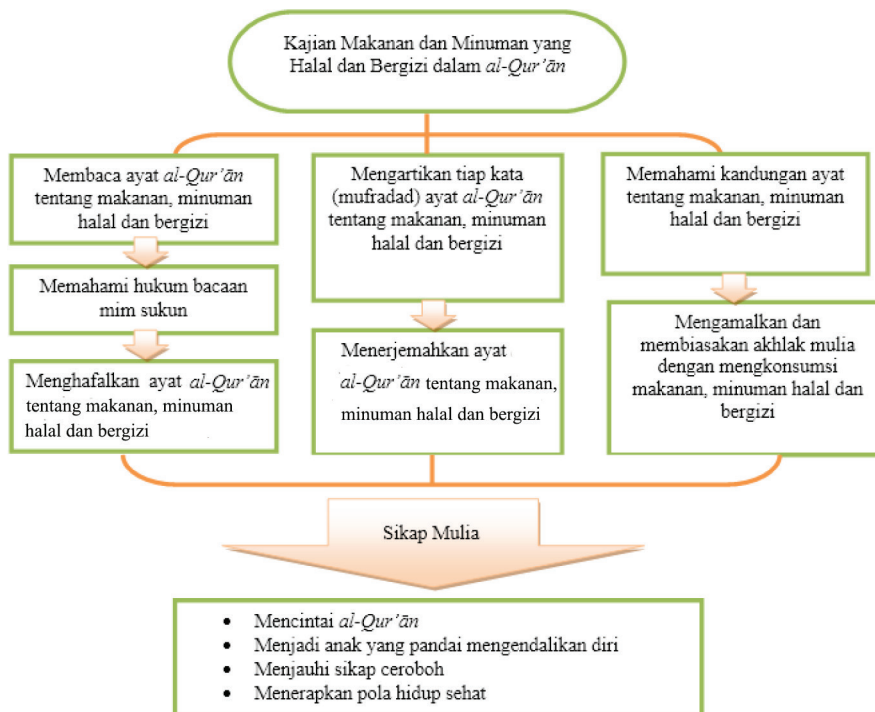 Kajian Makanan dan Minuman yang
Halal dan Bergizi dalam al-Qur’ān
Membaca ayat al-Qur’ān
tentang makanan, minuman
halal dan bergizi
Memahami hukum bacaan
mim sukun
Menghafalkan ayat al-Qur’ān
tentang makanan, minuman
halal dan bergizi
Mengartikan tiap kata
(mufradad) ayat al-Qur’ān
tentang makanan, minuman
halal dan bergizi
Menerjemahkan ayat
al-Qur’ān tentang makanan,
minuman halal dan bergizi
Memahami kandungan ayat
tentang makanan, minuman
halal dan bergizi
Mengamalkan dan
membiasakan akhlak mulia
dengan mengkonsumsi
makanan, minuman halal dan
bergizi
Sikap Mulia
• Mencintai al-Qur’ān
• Menjadi anak yang pandai mengendalikan diri
• Menjauhi sikap ceroboh
• Menerapkan pola hidup sehat